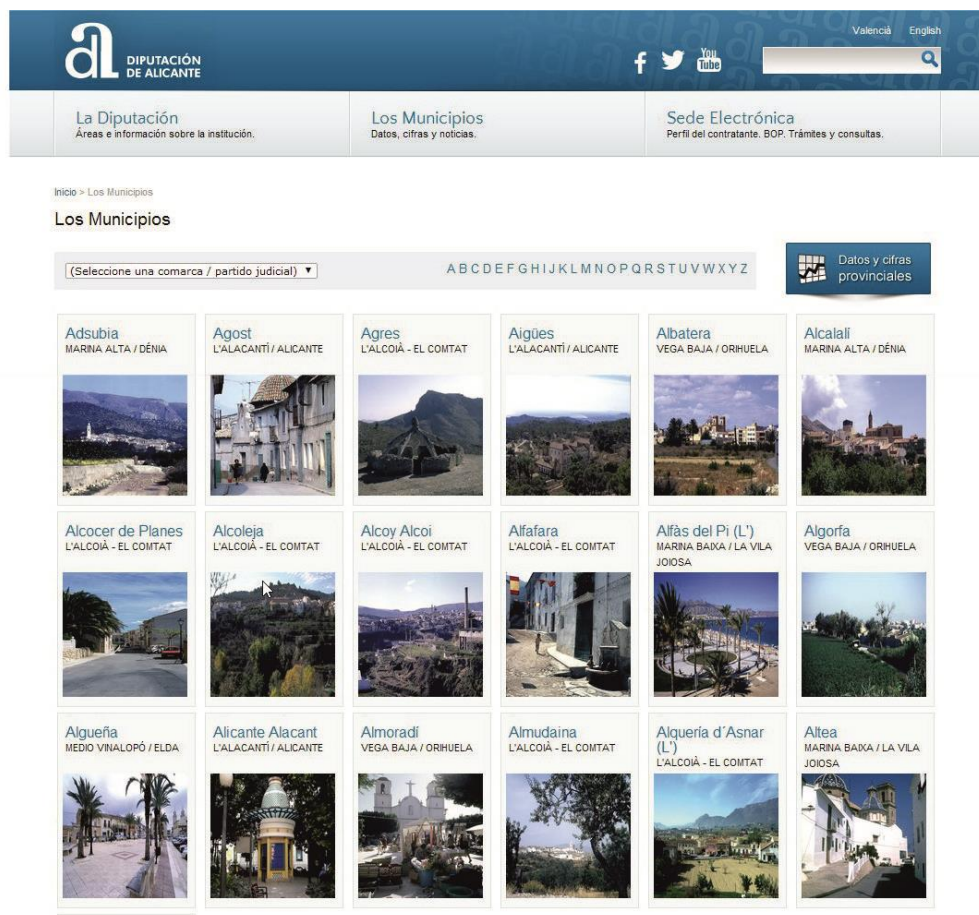 a
DIPUTACIÓN
DE ALICANTE
Valencià English
f You
Tube
La Diputación
Áreas e información sobre la institución.
Los Municipios
Datos, cifras y noticias.
Sede Electrónica
Perfil del contratante. BOP. Trámites y consultas.
Inicio > Los Municipios
Los Municipios
(Seleccione una comarca / partido judicial)
A B C D E F G H I J K L M N O P Q R S T U V W X Y Z
Datos y cifras
provinciales
Adsubia
MARINA ALTA / DÉNIA
Agost
L'ALACANTÍ / ALICANTE
Agres
L'ALCOIÀ - EL COMTAT
Aigües
L'ALACANTÍ / ALICANTE
Albatera
VEGA BAJA / ORIHUELA
Alcalalí
MARINA ALTA / DÉNIA
Alcocer de Planes
L'ALCOIÀ - EL COMTAT
Alcoleja
L'ALCOIÀ - EL COMTAT
Alcoy Alcoi
L'ALCOIÀ - EL COMTAT
Alfafara
L'ALCOIÀ - EL COMTAT
Alfàs del Pi (L')
MARINA BAIXA / LA VILA
JOIOSA
Algorfa
VEGA BAJA / ORIHUELA
Algueña
MEDIO VINALOPÓ / ELDA
Alicante Alacant
L'ALACANTÍ / ALICANTE
Almoradí
VEGA BAJA / ORIHUELA
Almudaina
L'ALCOIÀ - EL COMTAT
Alquería d´Asnar
(L')
L'ALCOIÀ - EL COMTAT
Altea
MARINA BAIXA / LA VILA
JOIOSA